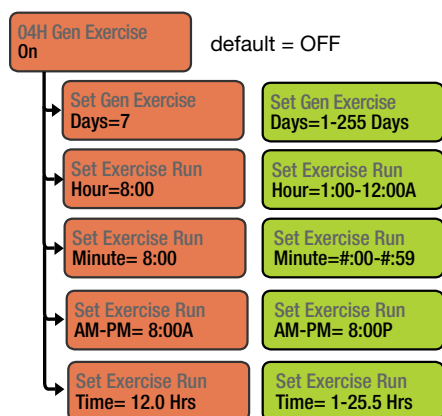 04H Gen Exercise
On
default = OFF
Set Gen Exercise
Days=7
Set Gen Exercise
Days=1-255 Days
Set Exercise Run
Hour=8:00
Set Exercise Run
Hour=1:00-12:00A
Set Exercise Run
Minute= 8:00
Set Exercise Run
Minute=#:00-#:59
Set Exercise Run
AM-PM= 8:00A
Set Exercise Run
AM-PM= 8:00P
Set Exercise Run
Time= 12.0 Hrs
Set Exercise Run
Time= 1-25.5 Hrs